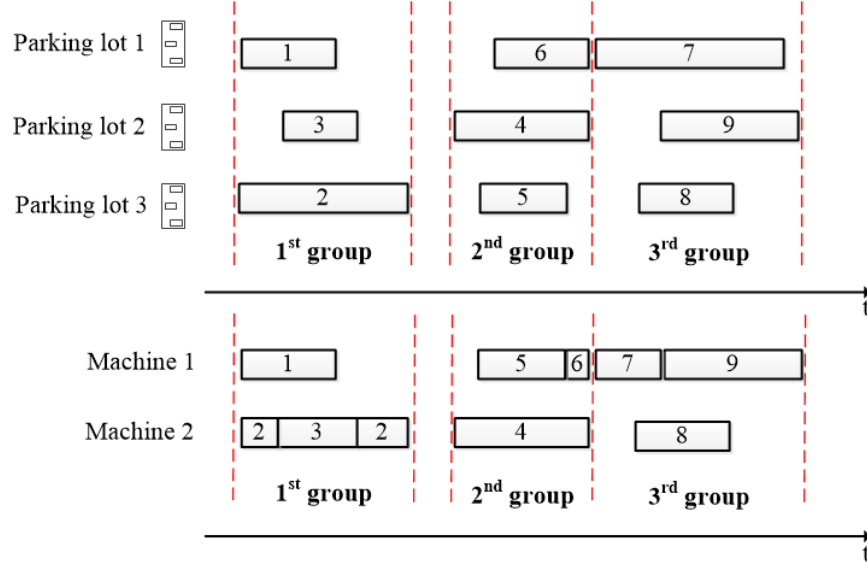 Parking lot 1
1 6 7
Parking lot 2
3 4 9
Parking lot 3
2 5 8
1st group 2nd group 3rd group
t
Machine 1
1 5 6 7 9
Machine 2
2 3 2 4 8
1st group 2nd group 3rd group
t